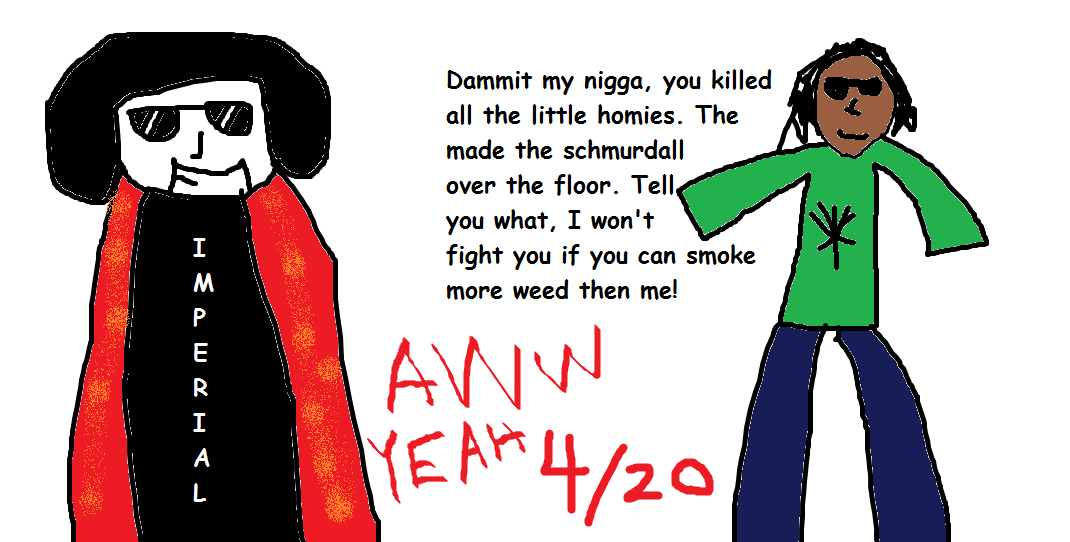 Dammit my nigga, you killed
all the little homies. The
made the schmurdall
over the floor. Tell
you what, I won't
fight you if you can smoke
more weed then me!
I
M
P
E
R
I
A
L
AWW
YEAH 4/20